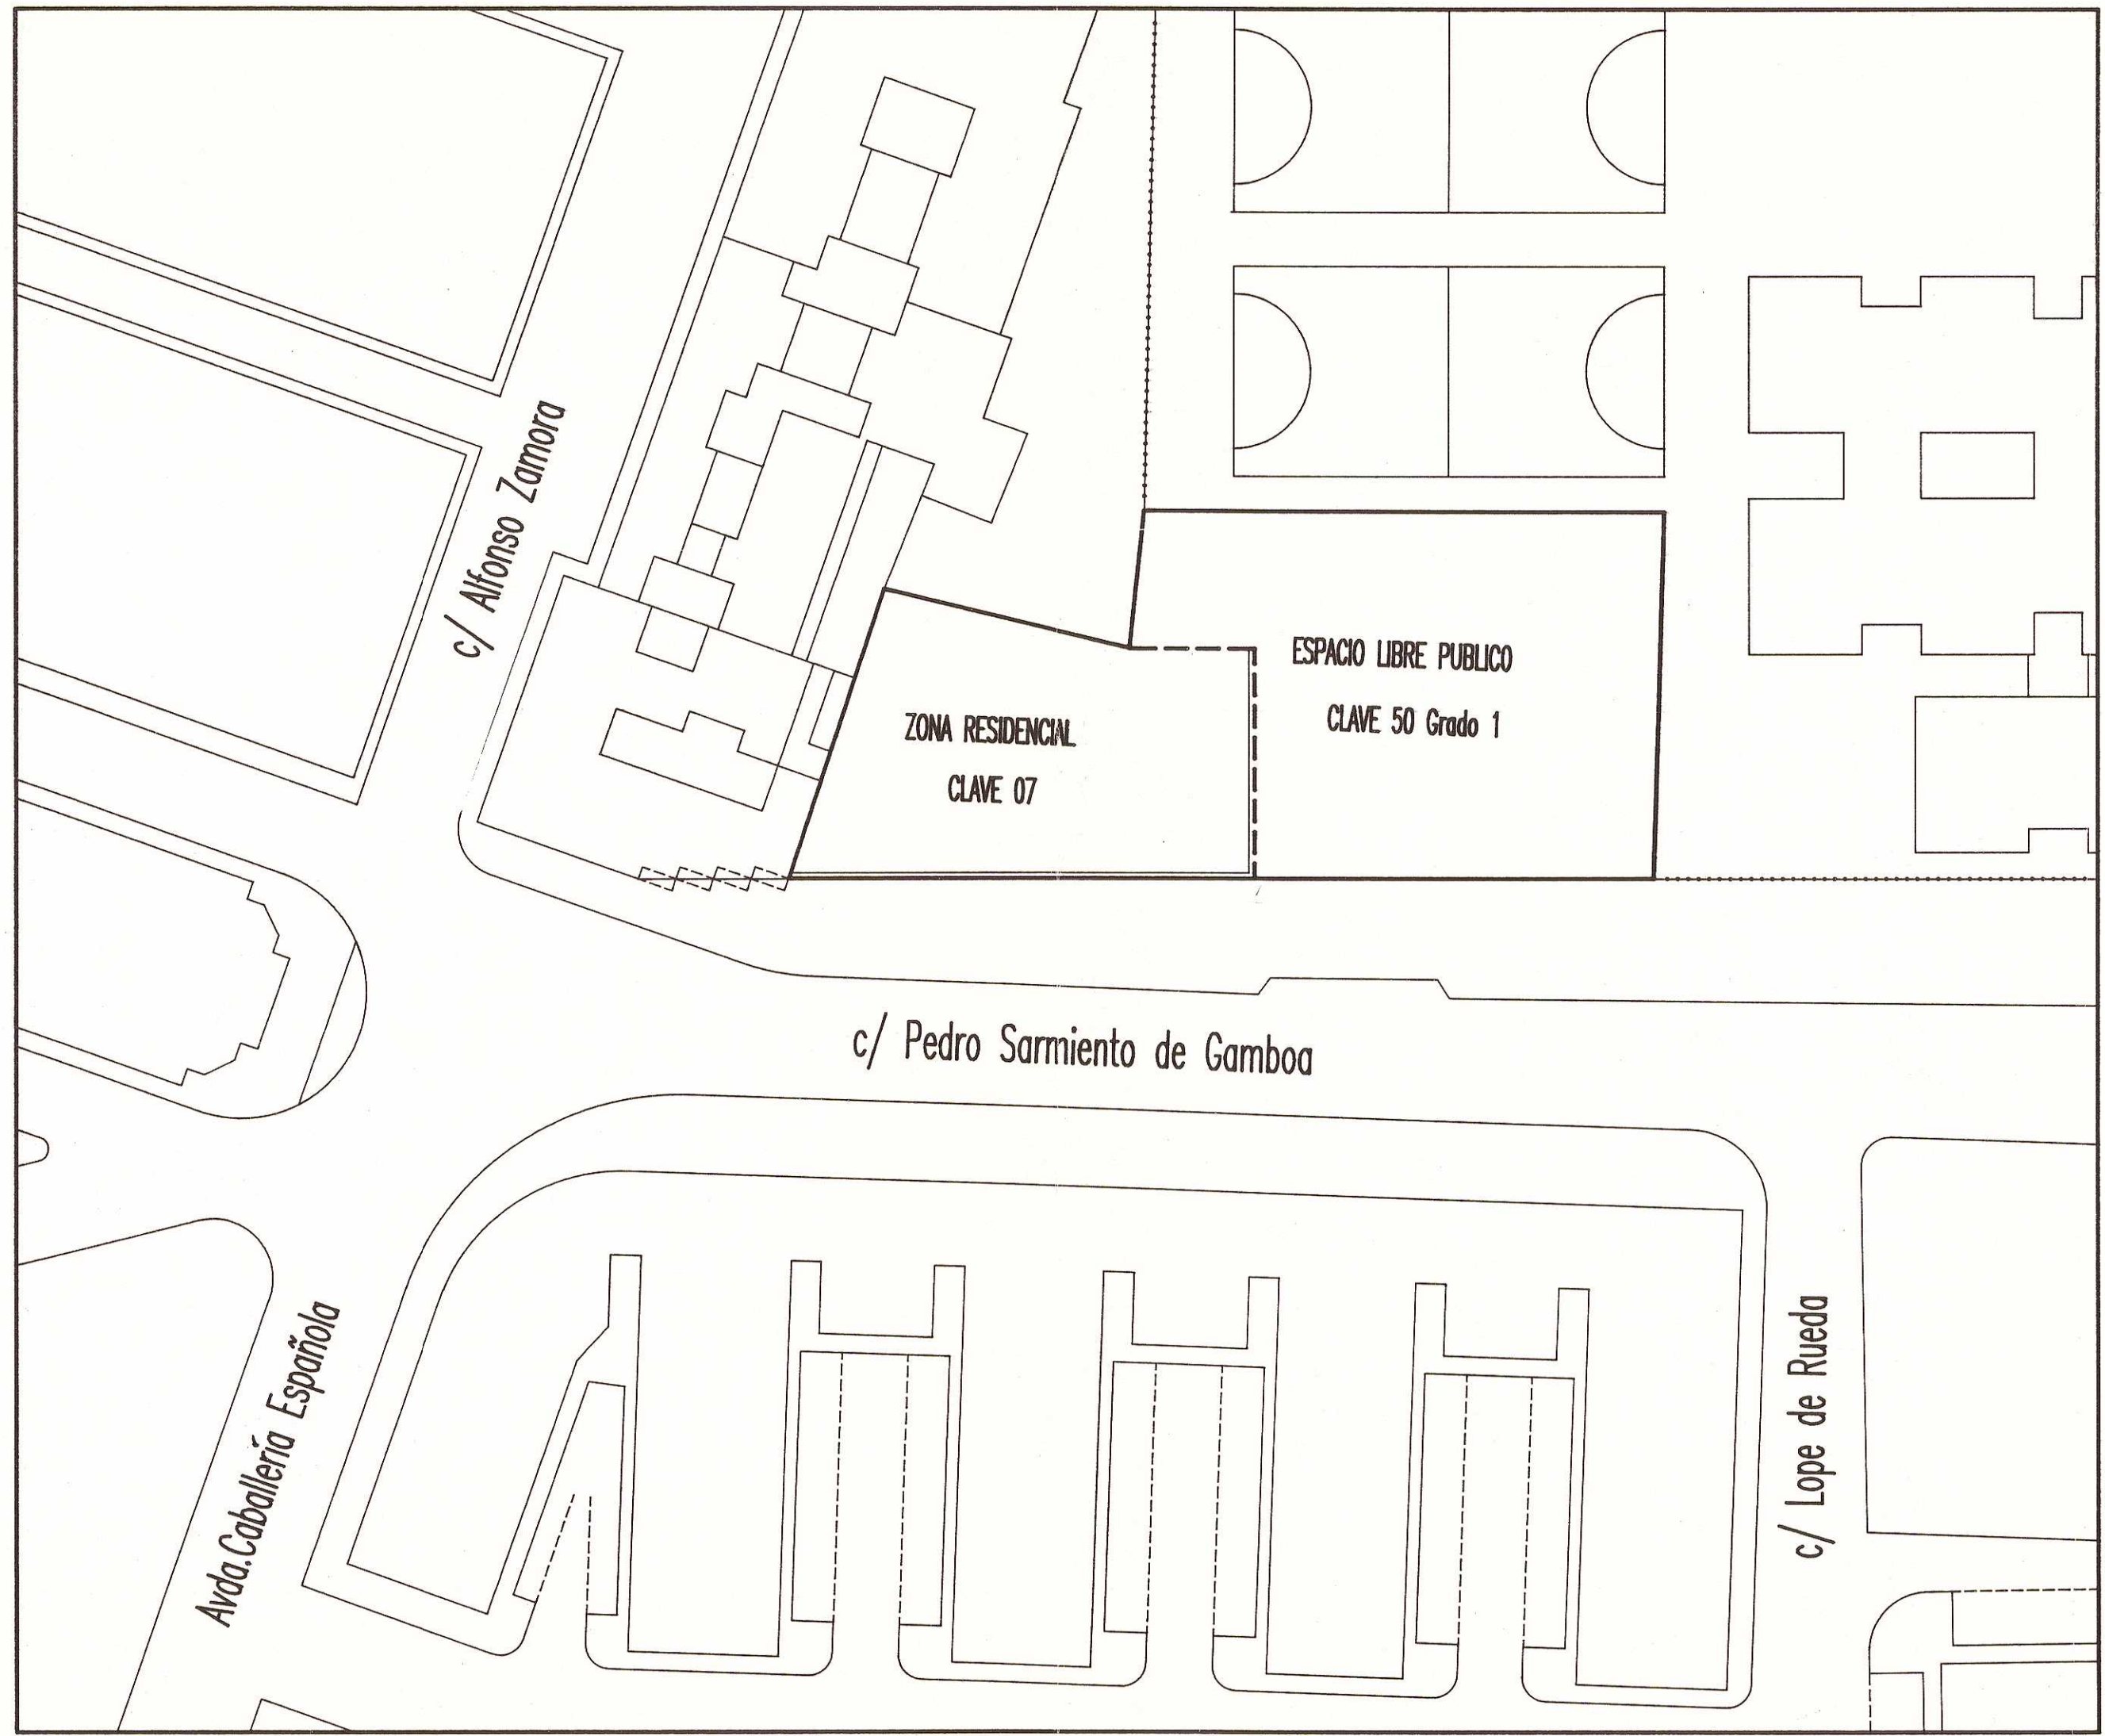 c/ Alfonso Zamora
ESPACIO LIBRE PUBLICO
CLAVE 50 Grado 1
ZONA RESIDENCIAL
CLAVE 07
c/ Pedro Sarmiento de Gamboa
Avda.Caballería Española
c/ Lope de Rueda